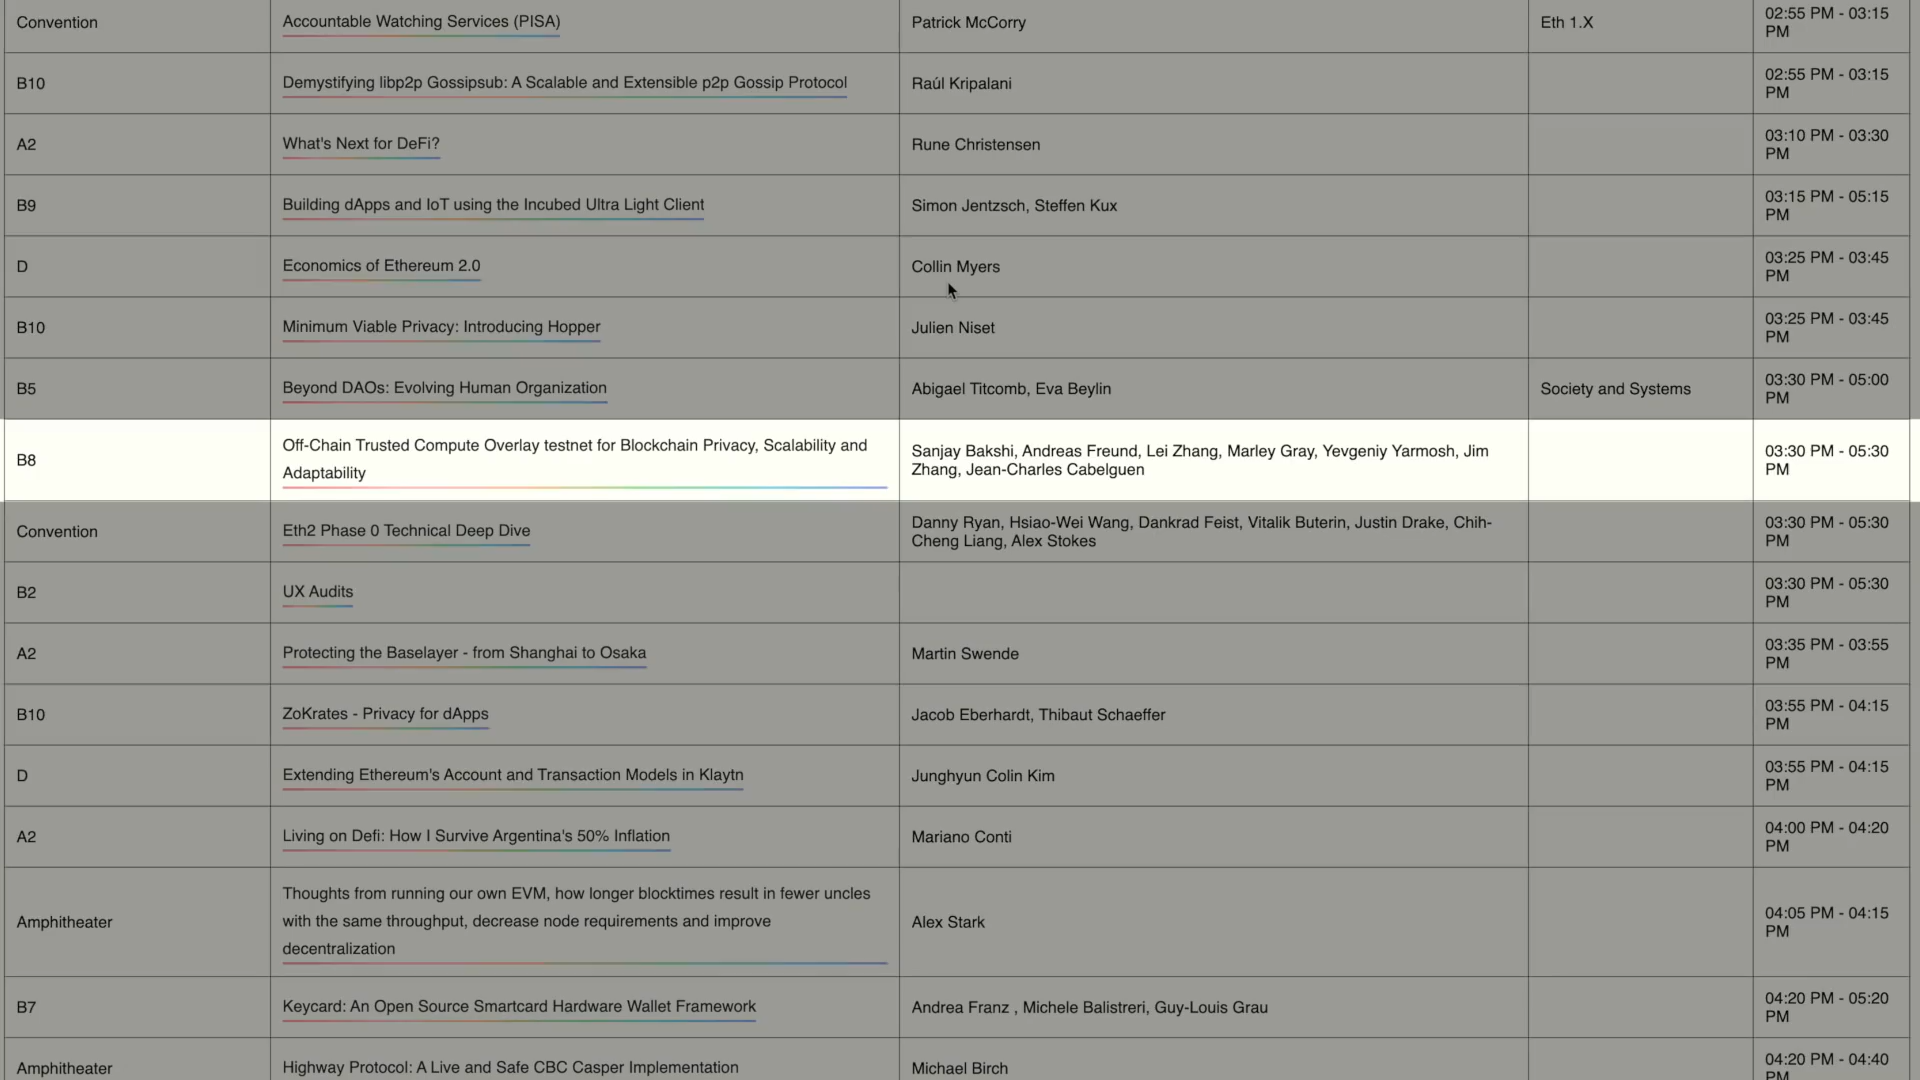 Convention
Accountable Watching Services (PISA)
Patrick McCorry
Eth 1.X
02:55 PM - 03:15
PM
B10
Demystifying libp2p Gossipsub: A Scalable and Extensible p2p Gossip Protocol
Raúl Kripalani
02:55 PM - 03:15
PM
A2
What's Next for DeFi?
Rune Christensen
03:10 PM - 03:30
PM
B9
Building dApps and IoT using the Incubed Ultra Light Client
Simon Jentzsch, Steffen Kux
03:15 PM - 05:15
PM
D
Economics of Ethereum 2.0
Collin Myers
03:25 PM - 03:45
PM
B10
Minimum Viable Privacy: Introducing Hopper
Julien Niset
03:25 PM - 03:45
PM
B5
Beyond DAOs: Evolving Human Organization
Abigael Titcomb, Eva Beylin
Society and Systems
03:30 PM - 05:00
PM
B8
Off-Chain Trusted Compute Overlay testnet for Blockchain Privacy, Scalability and
Adaptability
Sanjay Bakshi, Andreas Freund, Lei Zhang, Marley Gray, Yevgeniy Yarmosh, Jim
Zhang, Jean-Charles Cabelguen
03:30 PM - 05:30
PM
Convention
Eth2 Phase 0 Technical Deep Dive
Danny Ryan, Hsiao-Wei Wang, Dankrad Feist, Vitalik Buterin, Justin Drake, Chih-
Cheng Liang, Alex Stokes
03:30 PM - 05:30
PM
B2
UX Audits
03:30 PM - 05:30
PM
A2
Protecting the Baselayer - from Shanghai to Osaka
Martin Swende
03:35 PM - 03:55
PM
B10
ZoKrates - Privacy for dApps
Jacob Eberhardt, Thibaut Schaeffer
03:55 PM - 04:15
PM
D
Extending Ethereum's Account and Transaction Models in Klaytn
Junghyun Colin Kim
03:55 PM - 04:15
PM
A2
Living on Defi: How I Survive Argentina's 50% Inflation
Mariano Conti
04:00 PM - 04:20
PM
Amphitheater
Thoughts from running our own EVM, how longer blocktimes result in fewer uncles
with the same throughput, decrease node requirements and improve
decentralization
Alex Stark
04:05 PM - 04:15
PM
B7
Keycard: An Open Source Smartcard Hardware Wallet Framework
Andrea Franz , Michele Balistreri, Guy-Louis Grau
04:20 PM - 05:20
PM
Amphitheater
Highway Protocol: A Live and Safe CBC Casper Implementation
Michael Birch
04:20 PM - 04:40
PM